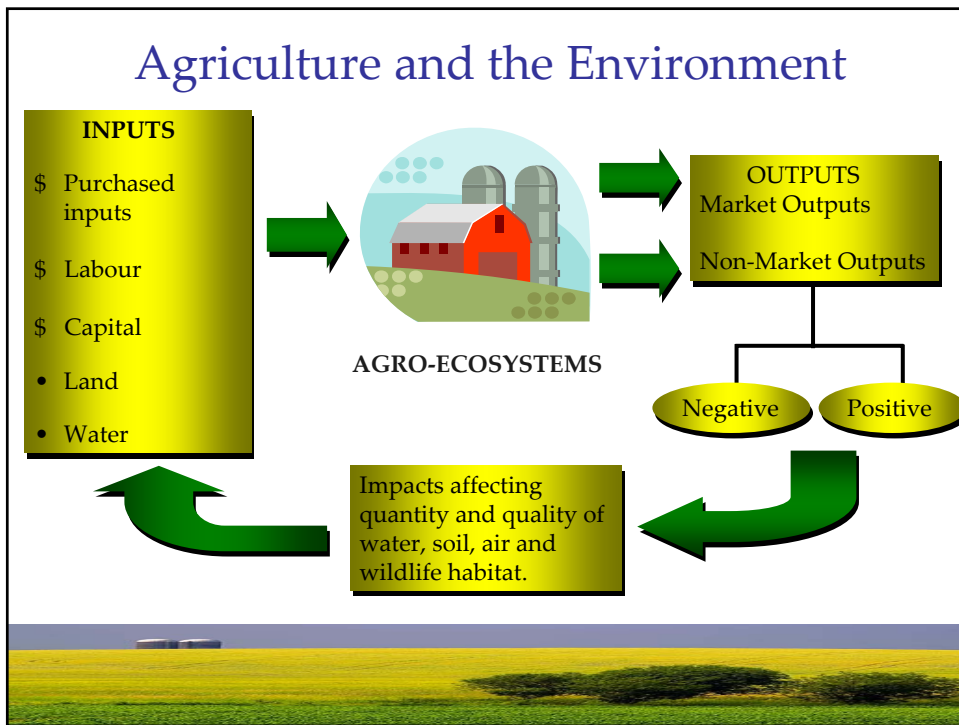 Agriculture and the Environment
INPUTS
$ Purchased
inputs
$ Labour
$ Capital
• Land
• Water
AGRO-ECOSYSTEMS
OUTPUTS
Market Outputs
Non-Market Outputs
Negative
Positive
Impacts affecting
quantity and quality of
water, soil, air and
wildlife habitat.